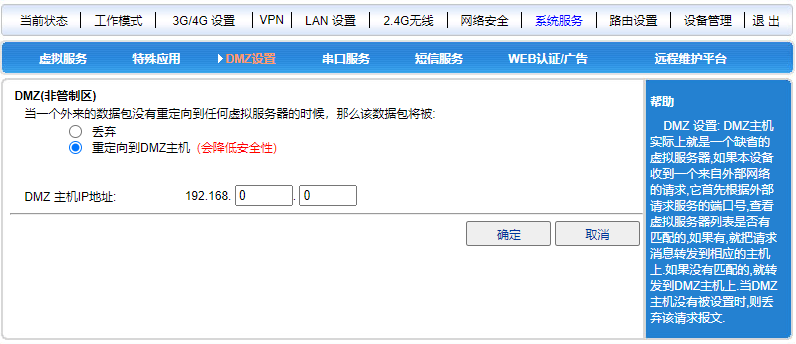 当前状态 工作模式 3G/4G 设置 VPN LAN 设置 2.4G无线 网络安全 系统服务 路由设置 设备管理 退 出
虚拟服务 特殊应用 DMZ设置 串口服务 短信服务 WEB认证/广告 远程维护平台
DMZ(非管制区)
当一个外来的数据包没有重定向到任何虚拟服务器的时候，那么该数据包将被:
丢弃
重定向到DMZ主机 (会降低安全性)
DMZ 主机IP地址: 192.168. 0 . 0
确定 取消
帮助
DMZ 设置: DMZ主机
实际上就是一个缺省的
虚拟服务器,如果本设备
收到一个来自外部网络
的请求,它首先根据外部
请求服务的端口号,查看
虚拟服务器列表是否有
匹配的,如果有,就把请求
消息转发到相应的主机
上.如果没有匹配的,就转
发到DMZ主机上.当DMZ
主机没有被设置时,则丢
弃该请求报文.